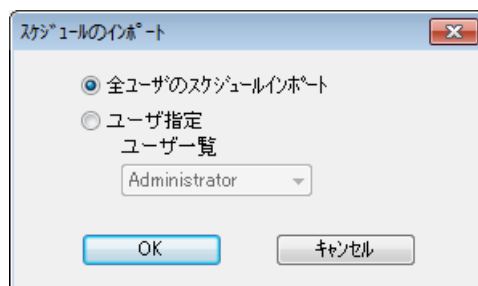 ｽｹｼﾞｭｰﾙのｲﾝﾎﾟｰﾄ
全ﾕｰｻﾞのｽｹｼﾞｭｰﾙｲﾝﾎﾟｰﾄ
ユーザ指定
ユーザ一覧
Administrator
OK
ｷｬﾝｾﾙ